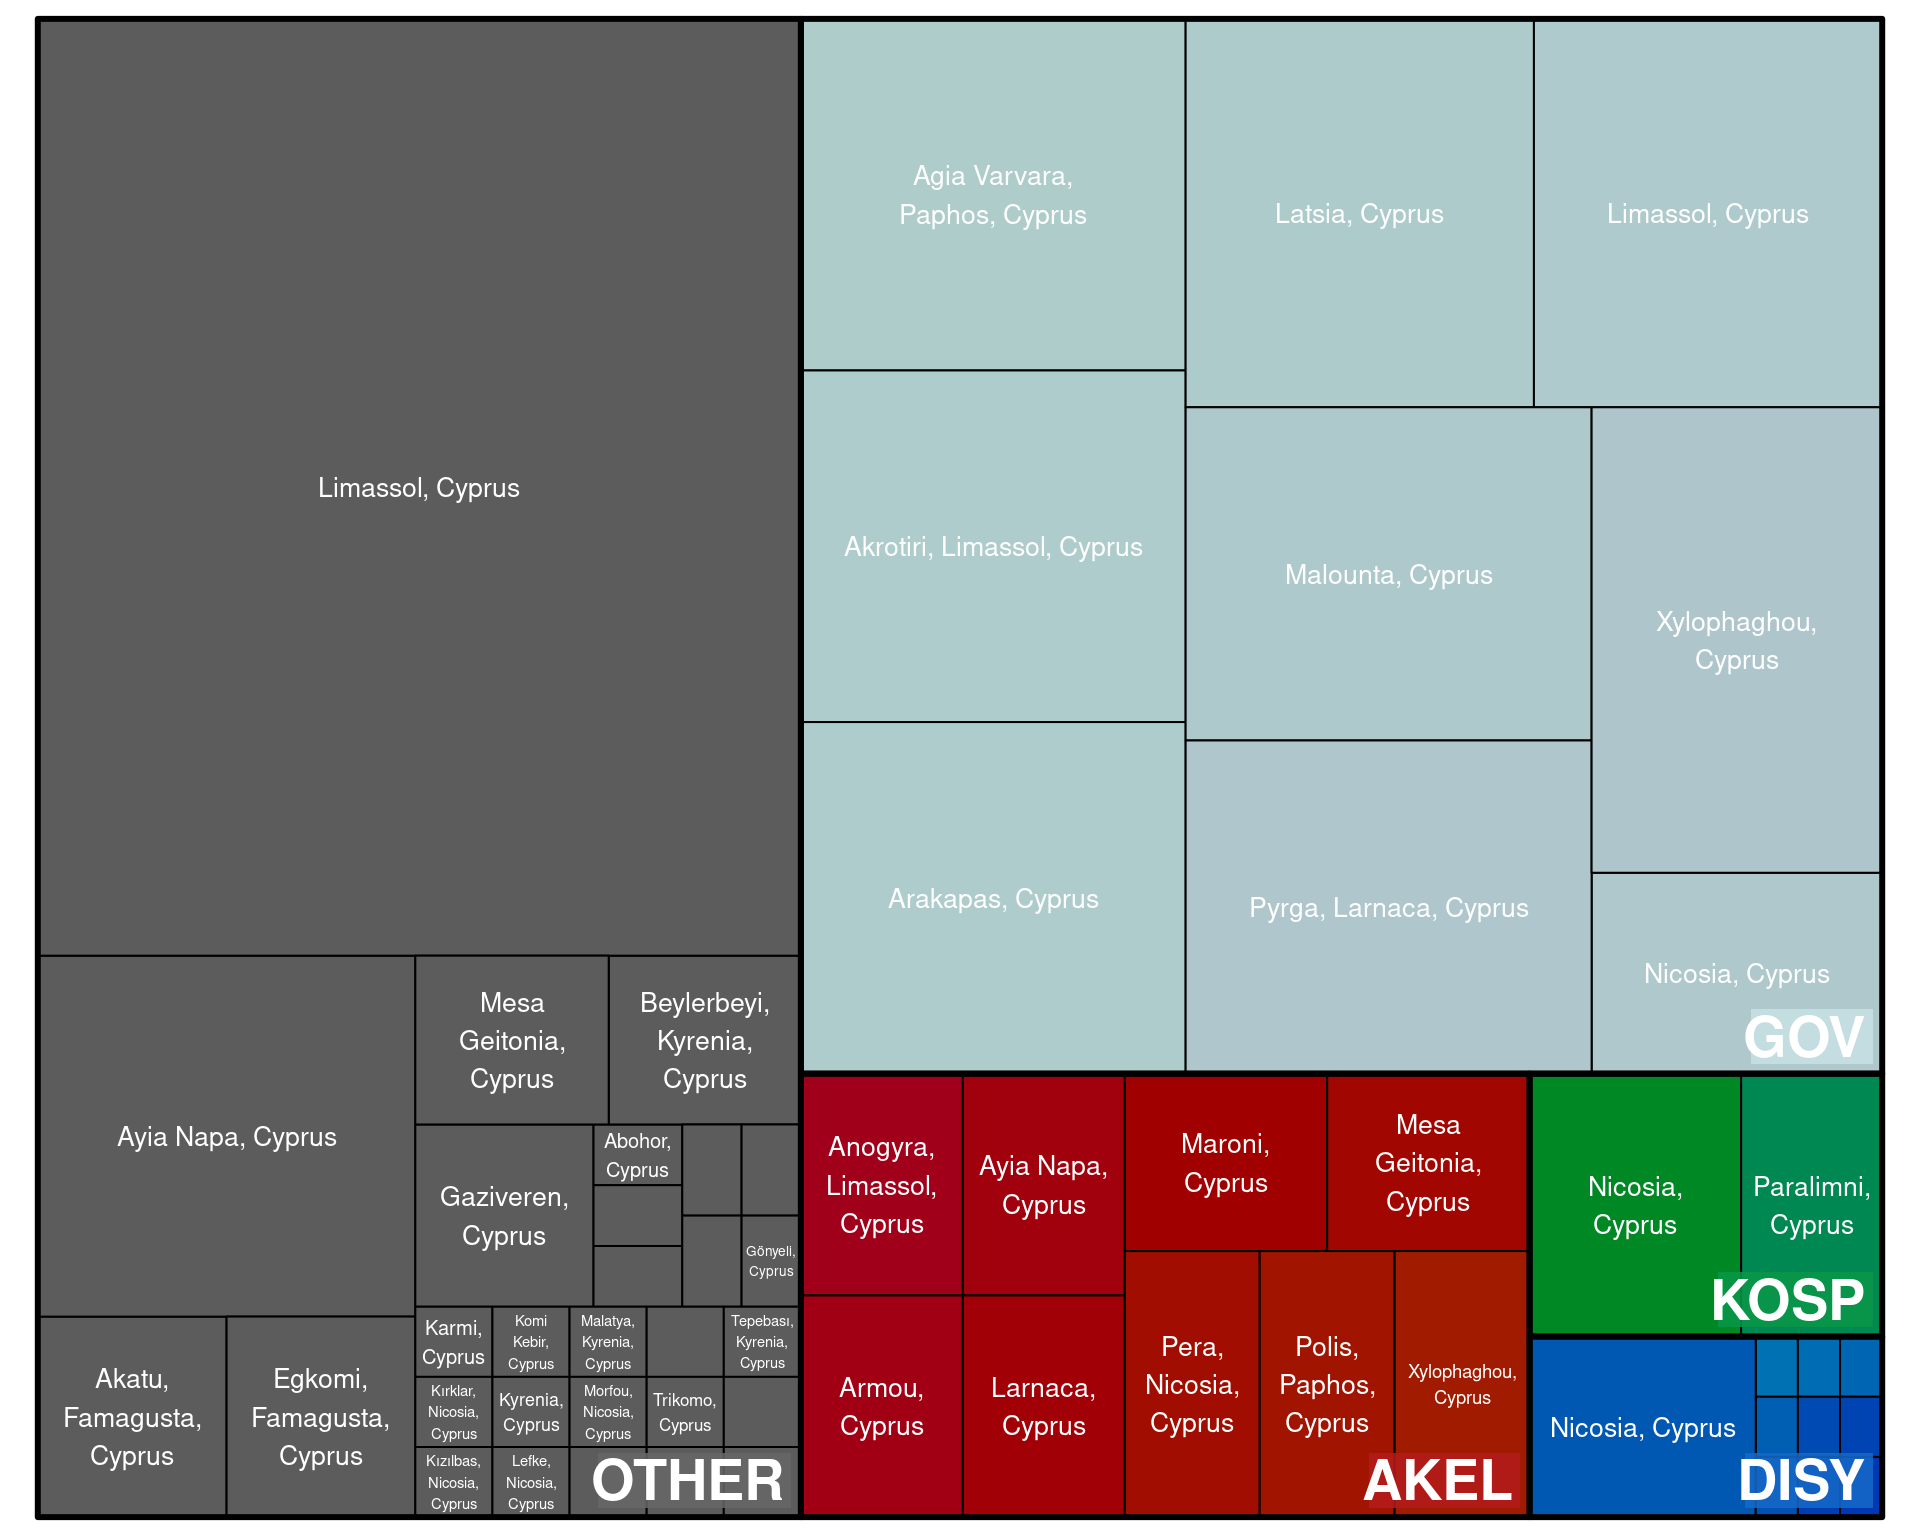 Limassol, Cyprus
Ayia Napa, Cyprus
Akatu,
Famagusta,
Cyprus
Egkomi,
Famagusta,
Cyprus
Mesa
Geitonia,
Cyprus
Beylerbeyi,
Kyrenia,
Cyprus
Gaziveren,
Cyprus
Abohor,
Cyprus
Gönyeli,
Cyprus
Karmi,
Cyprus
Komi
Kebir,
Cyprus
Malatya,
Kyrenia,
Cyprus
Tepebası,
Kyrenia,
Cyprus
Kırklar,
Nicosia,
Cyprus
Kyrenia,
Cyprus
Morfou,
Nicosia,
Cyprus
Trikomo,
Cyprus
Kızılbas,
Nicosia,
Cyprus
Lefke,
Nicosia,
Cyprus
OTHER
Agia Varvara,
Paphos, Cyprus
Latsia, Cyprus
Limassol, Cyprus
Akrotiri, Limassol, Cyprus
Malounta, Cyprus
Xylophaghou,
Cyprus
Arakapas, Cyprus
Pyrga, Larnaca, Cyprus
Nicosia, Cyprus
GOV
Anogyra,
Limassol,
Cyprus
Ayia Napa,
Cyprus
Maroni,
Cyprus
Mesa
Geitonia,
Cyprus
Armou,
Cyprus
Larnaca,
Cyprus
Pera,
Nicosia,
Cyprus
Polis,
Paphos,
Cyprus
Xylophaghou,
Cyprus
AKEL
Nicosia,
Cyprus
Paralimni,
Cyprus
KOSP
Nicosia, Cyprus
DISY